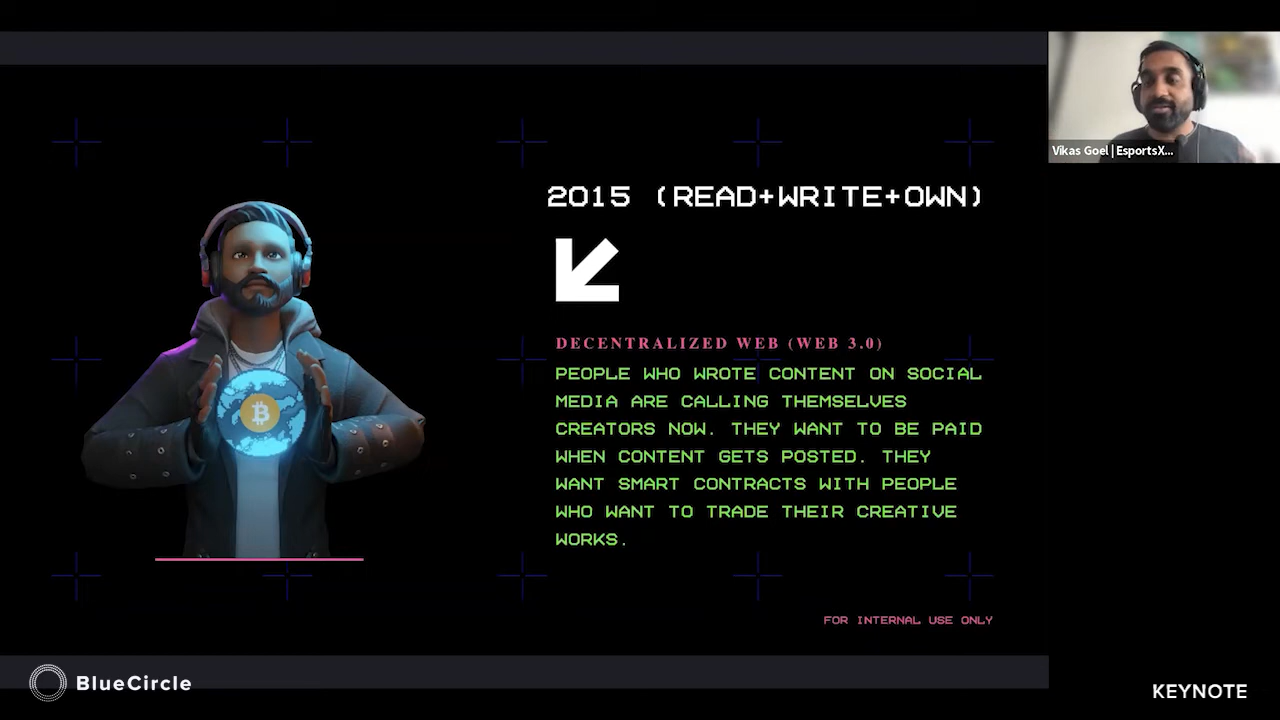 Vikas Goel | EsportsX...
2015 (READ+WRITE+OWN)
DECENTRALIZED WEB (WEB 3.0)
PEOPLE WHO WROTE CONTENT ON SOCIAL
MEDIA ARE CALLING THEMSELVES
CREATORS NOW. THEY WANT TO BE PAID
WHEN CONTENT GETS POSTED. THEY
WANT SMART CONTRACTS WITH PEOPLE
WHO WANT TO TRADE THEIR CREATIVE
WORKS.
FOR INTERNAL USE ONLY
BlueCircle
KEYNOTE